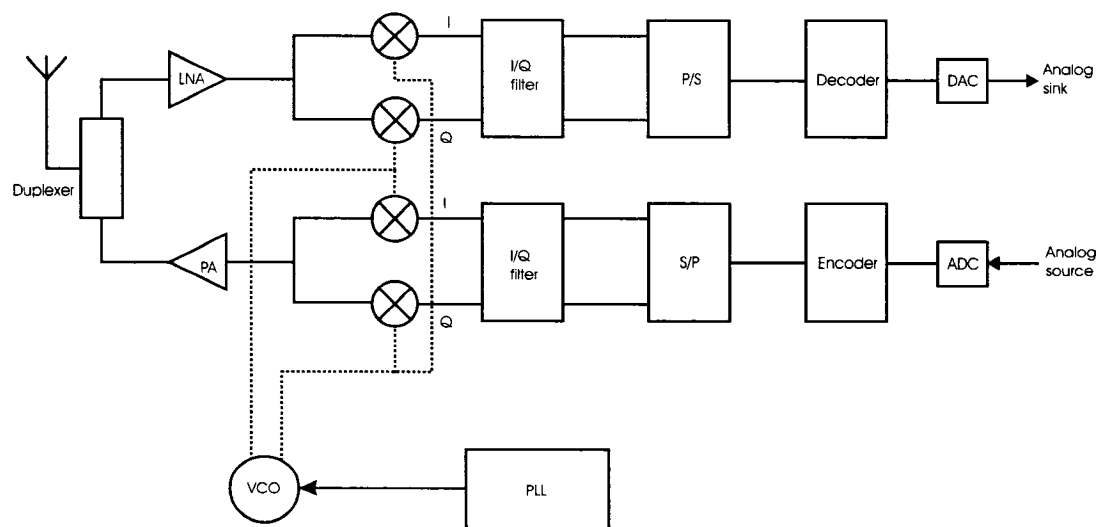 I
LNA
I/Q
filter
P/S
Decoder
DAC
Analog
sink
Q
Duplexer
I
PA
I/Q
filter
S/P
Encoder
ADC
Analog
source
Q
VCO
PLL